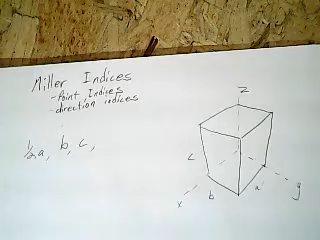 Miller Indices
- Point Indices
- direction indices
1/2a, b, c,
z
c
x
b
a
y